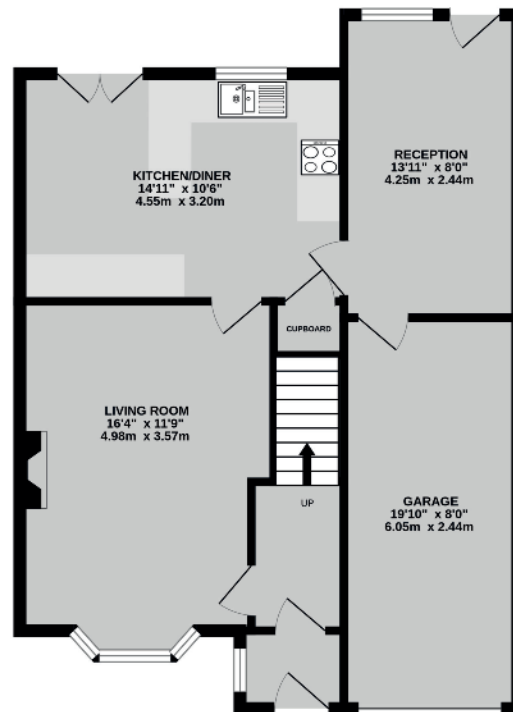 KITCHEN/DINER
14'11" x 10'6"
4.55m x 3.20m
RECEPTION
13'11" x 8'0"
4.25m x 2.44m
CUPBOARD
LIVING ROOM
16'4" x 11'9"
4.98m x 3.57m
UP
GARAGE
19'10" x 8'0"
6.05m x 2.44m